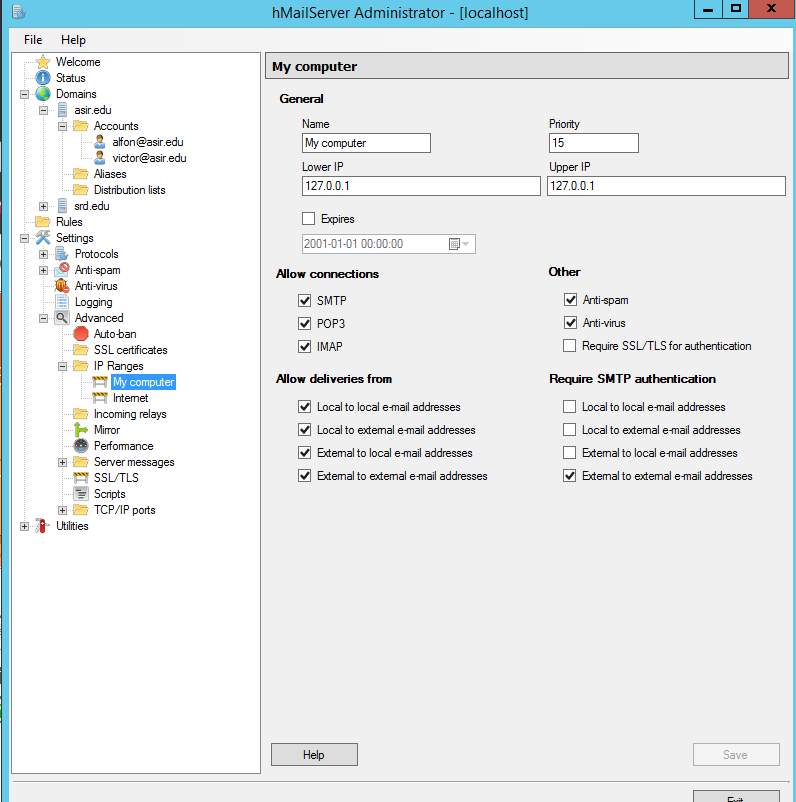 hMailServer Administrator - [localhost]
File Help
Welcome
Status
Domains
asir.edu
Accounts
alfon@asir.edu
victor@asir.edu
Aliases
Distribution lists
srd.edu
Rules
Settings
Protocols
Anti-spam
Anti-virus
Logging
Advanced
Auto-ban
SSL certificates
IP Ranges
My computer
Internet
Incoming relays
Mirror
Performance
Server messages
SSL/TLS
Scripts
TCP/IP ports
Utilities
My computer
General
Name Priority
My computer 15
Lower IP Upper IP
127.0.0.1 127.0.0.1
Expires
2001-01-01 00:00:00
Allow connections Other
SMTP Anti-spam
POP3 Anti-virus
IMAP Require SSL/TLS for authentication
Allow deliveries from Require SMTP authentication
Local to local e-mail addresses Local to local e-mail addresses
Local to external e-mail addresses Local to external e-mail addresses
External to local e-mail addresses External to local e-mail addresses
External to external e-mail addresses External to external e-mail addresses
Help Save
Exit